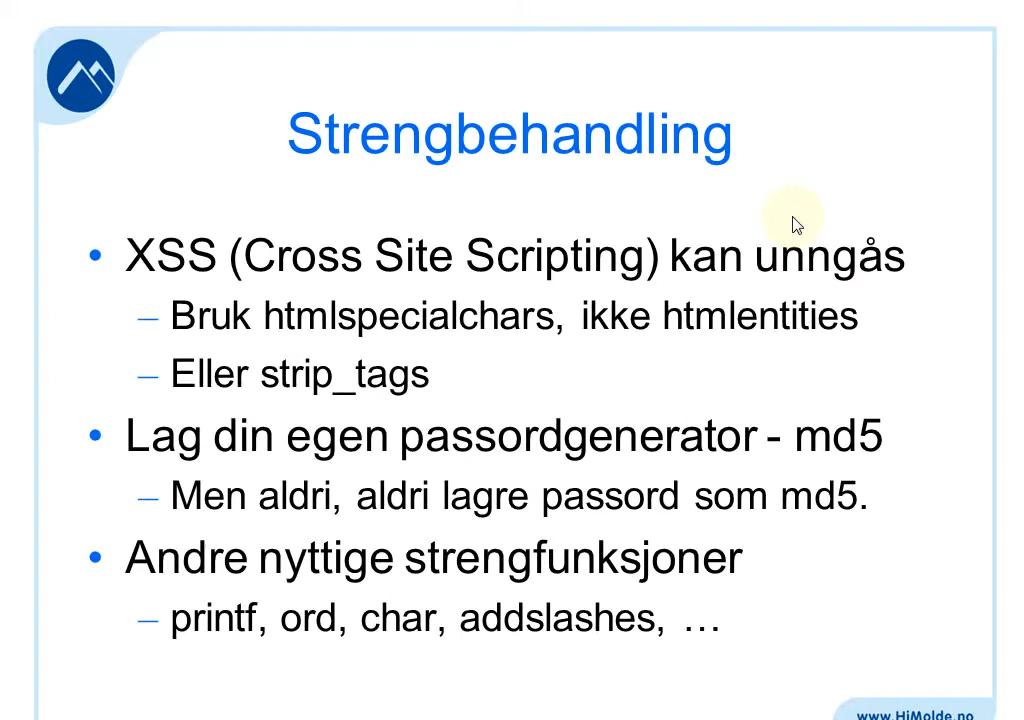 Strengbehandling
• XSS (Cross Site Scripting) kan unngås
– Bruk htmlspecialchars, ikke htmlentities
– Eller strip_tags
• Lag din egen passordgenerator - md5
– Men aldri, aldri lagre passord som md5.
• Andre nyttige strengfunksjoner
– printf, ord, char, addslashes, …
www.HiMolde.no